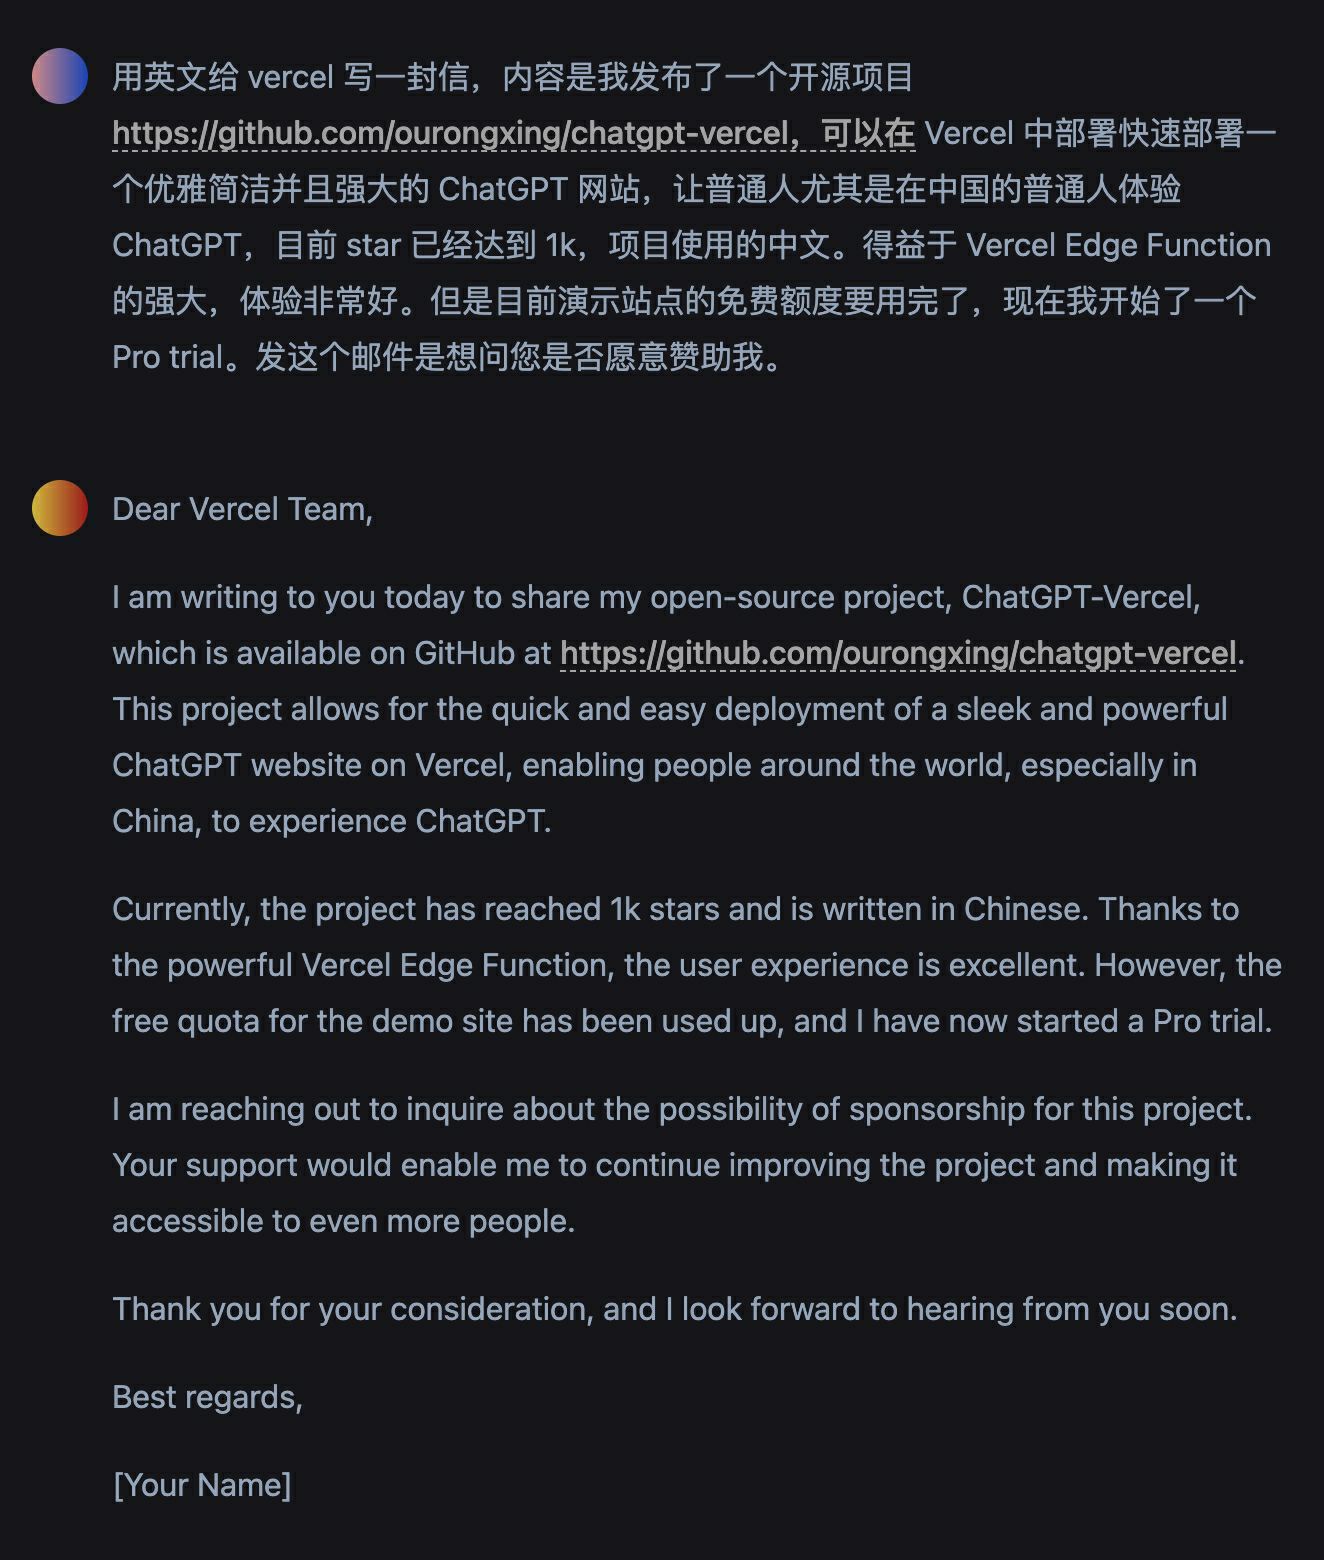 用英文给 vercel 写一封信，内容是我发布了一个开源项目
https://github.com/ourongxing/chatgpt-vercel，可以在 Vercel 中部署快速部署一
个优雅简洁并且强大的 ChatGPT 网站，让普通人尤其是在中国的普通人体验
ChatGPT，目前 star 已经达到 1k，项目使用的中文。得益于 Vercel Edge Function
的强大，体验非常好。但是目前演示站点的免费额度要用完了，现在我开始了一个
Pro trial。发这个邮件是想问您是否愿意赞助我。
Dear Vercel Team,
I am writing to you today to share my open-source project, ChatGPT-Vercel,
which is available on GitHub at https://github.com/ourongxing/chatgpt-vercel.
This project allows for the quick and easy deployment of a sleek and powerful
ChatGPT website on Vercel, enabling people around the world, especially in
China, to experience ChatGPT.
Currently, the project has reached 1k stars and is written in Chinese. Thanks to
the powerful Vercel Edge Function, the user experience is excellent. However, the
free quota for the demo site has been used up, and I have now started a Pro trial.
I am reaching out to inquire about the possibility of sponsorship for this project.
Your support would enable me to continue improving the project and making it
accessible to even more people.
Thank you for your consideration, and I look forward to hearing from you soon.
Best regards,
[Your Name]